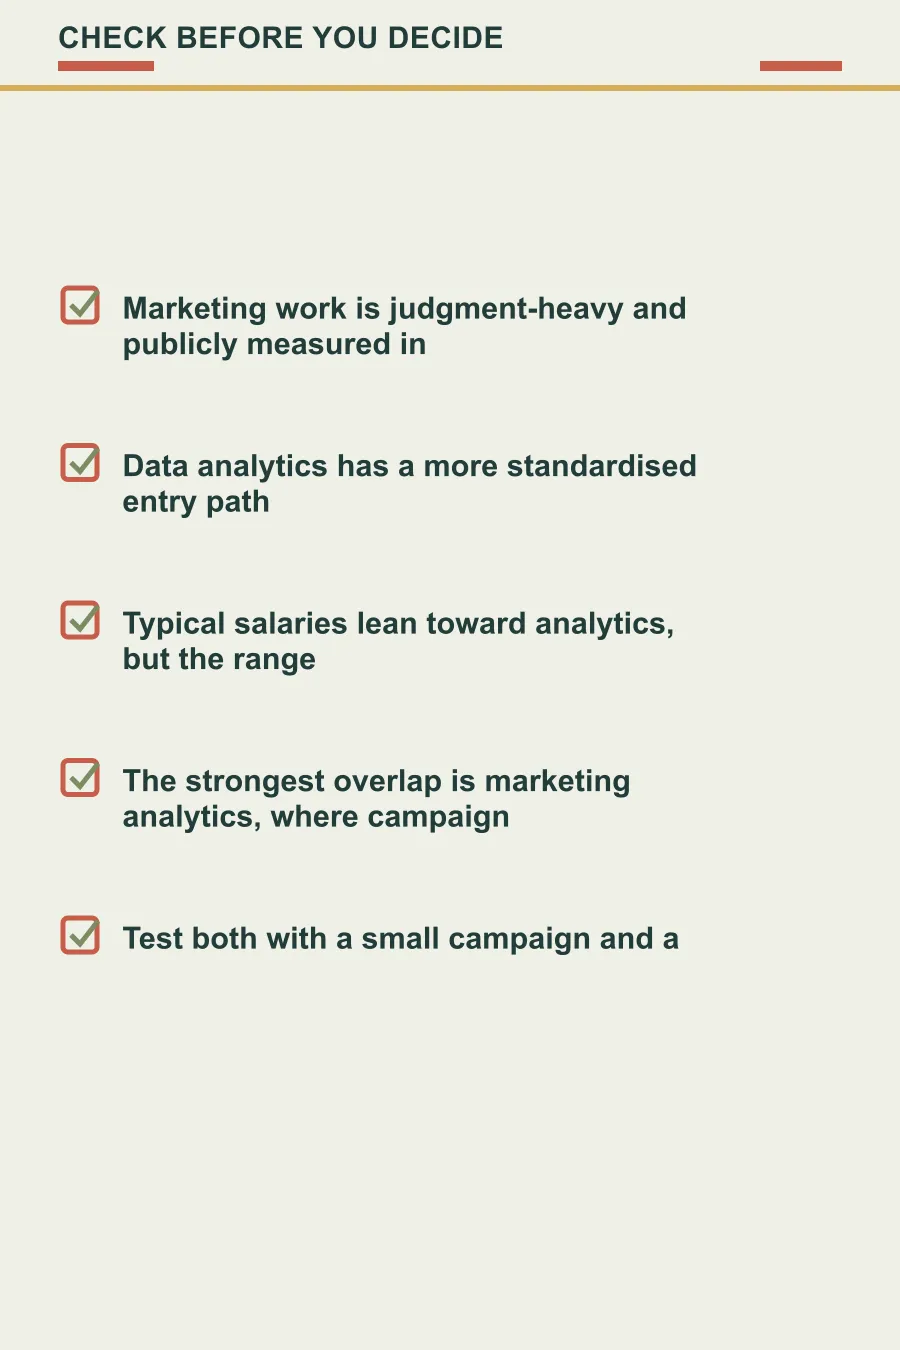 CHECK BEFORE YOU DECIDE
Marketing work is judgment-heavy and
publicly measured in
Data analytics has a more standardised
entry path
Typical salaries lean toward analytics,
but the range
The strongest overlap is marketing
analytics, where campaign
Test both with a small campaign and a